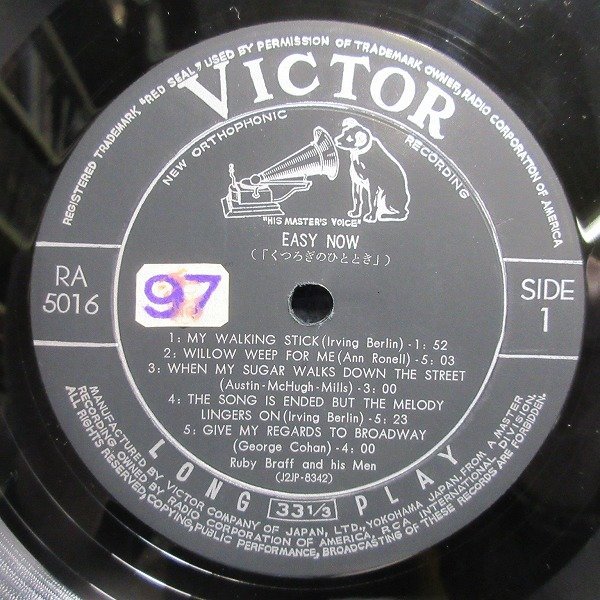 REGISTERED TRADEMARK "RED SEAL" USED BY PERMISSION OF TRADEMARK OWNER, RADIO CORPORATION OF AMERICA
VICTOR
NEW ORTHOPHONIC RECORDING
"HIS MASTER'S VOICE"
EASY NOW
(「くつろぎのひととき」)
RA
5016
97
SIDE
1
1: MY WALKING STICK (Irving Berlin) - 1: 52
2: WILLOW WEEP FOR ME (Ann Ronell) - 5: 03
3: WHEN MY SUGAR WALKS DOWN THE STREET
(Austin-McHugh-Mills) - 3: 00
4: THE SONG IS ENDED BUT THE MELODY
LINGERS ON (Irving Berlin) - 5: 23
5: GIVE MY REGARDS TO BROADWAY
(George Cohan) - 4: 00
Ruby Braff and his Men
(J2JP-8342)
LONG 33 1/3 PLAY
MANUFACTURED BY VICTOR COMPANY OF JAPAN, LTD., YOKOHAMA JAPAN, FROM A MASTER
RECORDING OWNED BY RADIO CORPORATION OF AMERICA, RCA INTERNATIONAL DIVISION.
ALL RIGHTS RESERVED, COPYING, PUBLIC PERFORMANCE, BROADCASTING OF THESE RECORDS ARE FORBIDDEN.